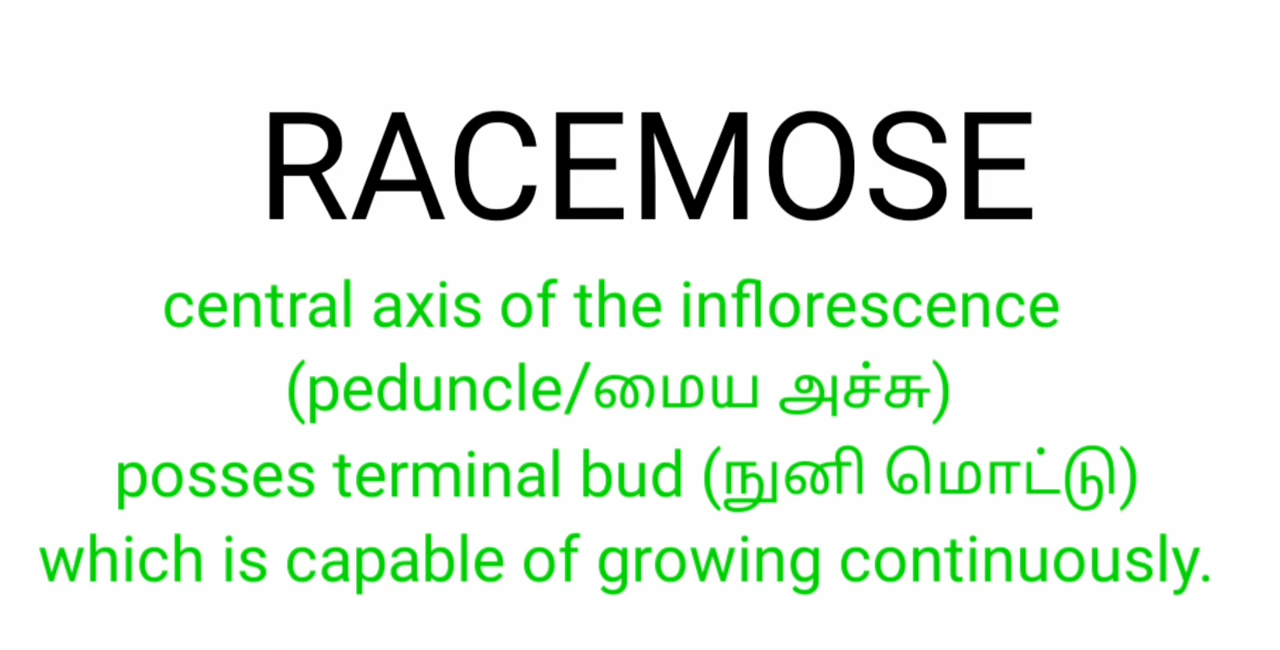 RACEMOSE
central axis of the inflorescence
(peduncle/மைய அச்சு)
posses terminal bud (நுனி மொட்டு)
which is capable of growing continuously.